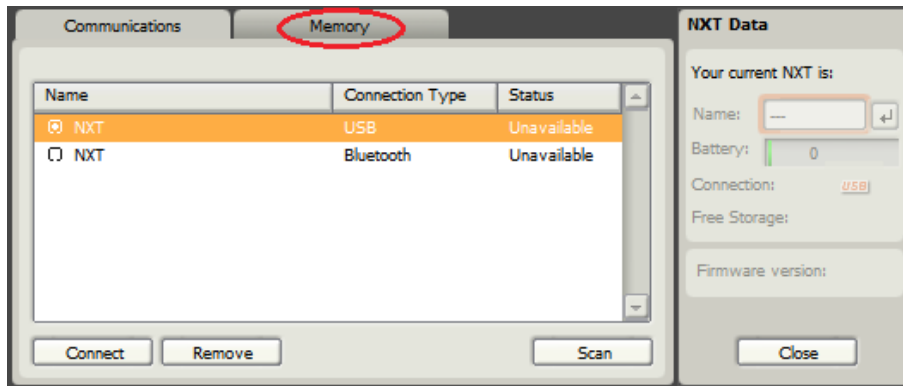 Communications Memory
Name Connection Type Status
NXT USB Unavailable
NXT Bluetooth Unavailable
Connect Remove Scan
NXT Data
Your current NXT is:
Name: ---
Battery: 0
Connection: USB
Free Storage:
Firmware version:
Close